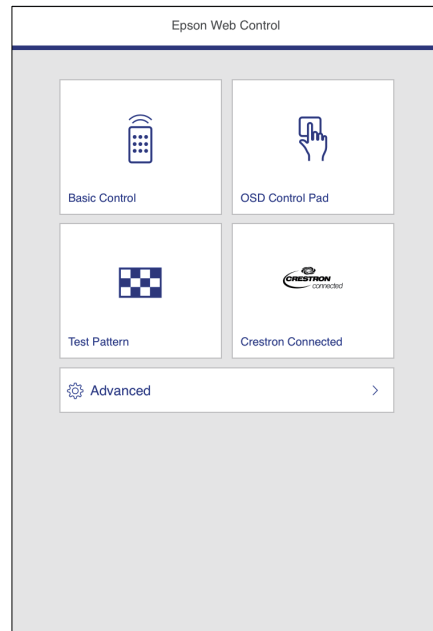 Epson Web Control
Basic Control
OSD Control Pad
CRESTRON
connected
Test Pattern
Crestron Connected
Advanced